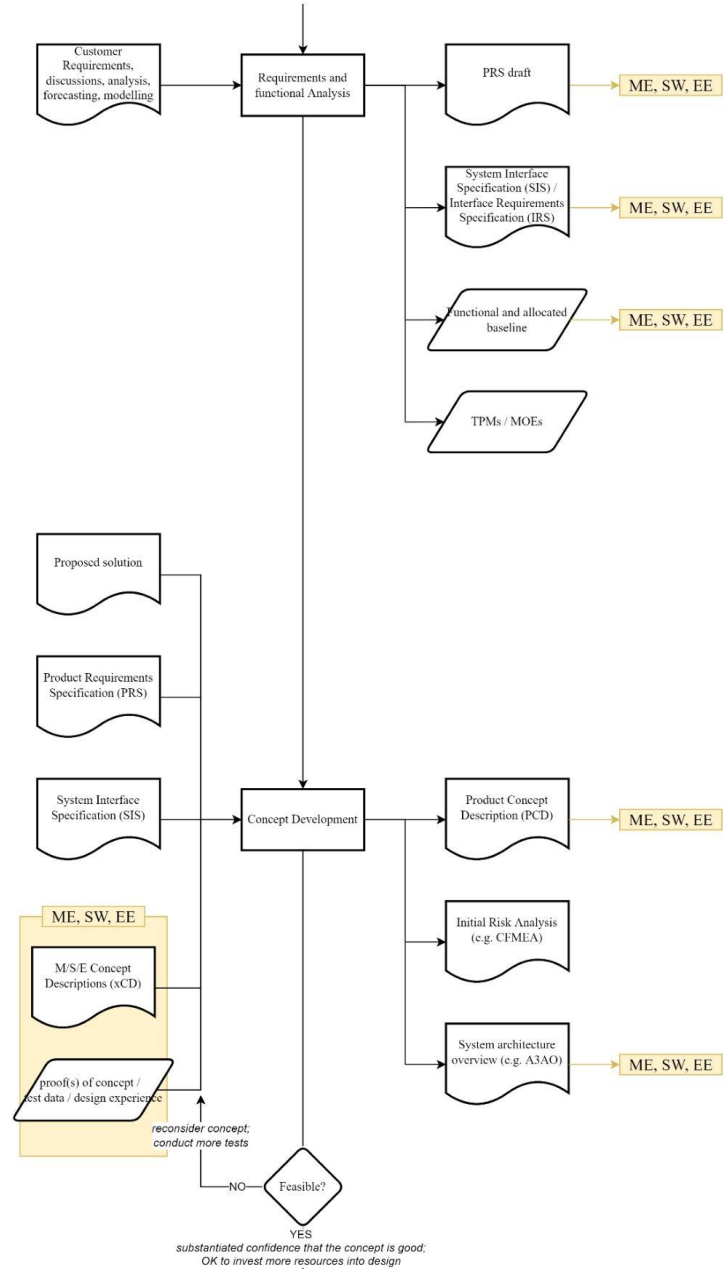 Customer
Requirements,
discussions, analysis,
forecasting, modelling
Requirements and
functional Analysis
PRS draft
ME, SW, EE
System Interface
Specification (SIS) /
Interface Requirements
Specification (IRS)
ME, SW, EE
Functional and allocated
baseline
ME, SW, EE
TPMs / MOEs
Proposed solution
Product Requirements
Specification (PRS)
System Interface
Specification (SIS)
Concept Development
Product Concept
Description (PCD)
ME, SW, EE
ME, SW, EE
M/S/E Concept
Descriptions (xCD)
Initial Risk Analysis
(e.g. CFMEA)
System architecture
overview (e.g. A3AO)
ME, SW, EE
proof(s) of concept /
test data / design experience
reconsider concept;
conduct more tests
NO
Feasible?
YES
substantiated confidence that the concept is good;
OK to invest more resources into design